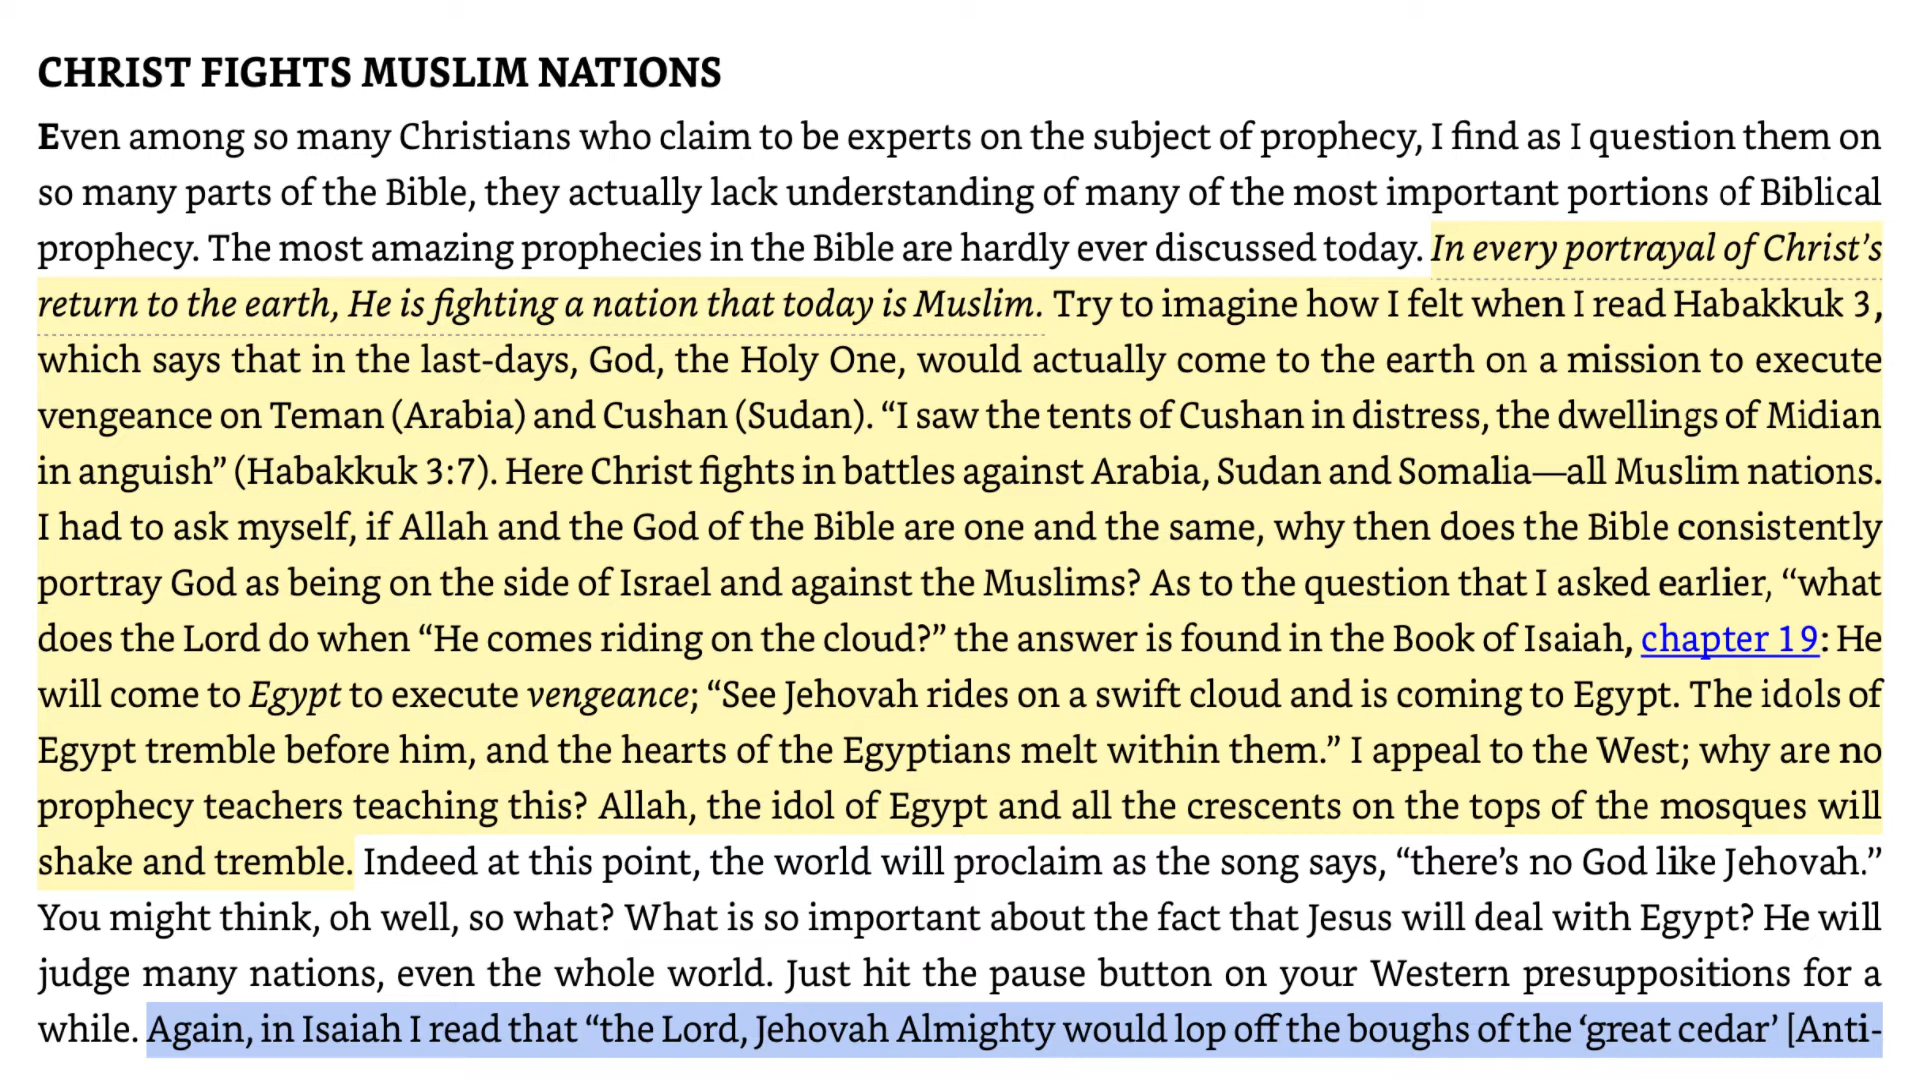 CHRIST FIGHTS MUSLIM NATIONS
Even among so many Christians who claim to be experts on the subject of prophecy, I find as I question them on
so many parts of the Bible, they actually lack understanding of many of the most important portions of Biblical
prophecy. The most amazing prophecies in the Bible are hardly ever discussed today. In every portrayal of Christ’s
return to the earth, He is fighting a nation that today is Muslim. Try to imagine how I felt when I read Habakkuk 3,
which says that in the last-days, God, the Holy One, would actually come to the earth on a mission to execute
vengeance on Teman (Arabia) and Cushan (Sudan). “I saw the tents of Cushan in distress, the dwellings of Midian
in anguish” (Habakkuk 3:7). Here Christ fights in battles against Arabia, Sudan and Somalia—all Muslim nations.
I had to ask myself, if Allah and the God of the Bible are one and the same, why then does the Bible consistently
portray God as being on the side of Israel and against the Muslims? As to the question that I asked earlier, “what
does the Lord do when “He comes riding on the cloud?” the answer is found in the Book of Isaiah, chapter 19: He
will come to Egypt to execute vengeance; “See Jehovah rides on a swift cloud and is coming to Egypt. The idols of
Egypt tremble before him, and the hearts of the Egyptians melt within them.” I appeal to the West; why are no
prophecy teachers teaching this? Allah, the idol of Egypt and all the crescents on the tops of the mosques will
shake and tremble. Indeed at this point, the world will proclaim as the song says, “there’s no God like Jehovah.”
You might think, oh well, so what? What is so important about the fact that Jesus will deal with Egypt? He will
judge many nations, even the whole world. Just hit the pause button on your Western presuppositions for a
while. Again, in Isaiah I read that “the Lord, Jehovah Almighty would lop off the boughs of the ‘great cedar’ [Anti-